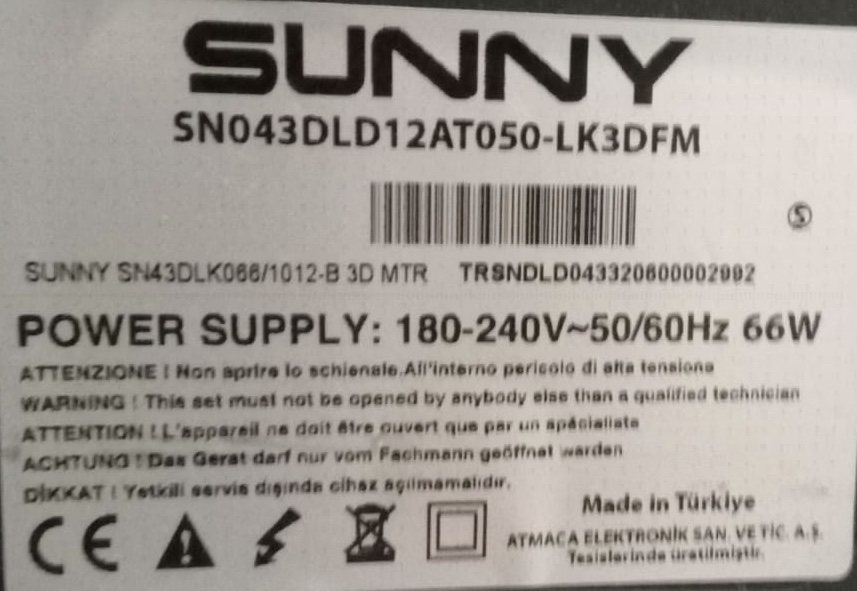 SUNNY
SN043DLD12AT050-LK3DFM
S
SUNNY SN43DLK066/1012-B 3D MTR TRSNDLD043320600002992
POWER SUPPLY: 180-240V~50/60Hz 66W
ATTENZIONE ! Non aprire lo schienale.All'interno pericolo di alta tensione
WARNING ! This set must not be opened by anybody else than a qualified technician
ATTENTION ! L'appareil ne doit être ouvert que par un spécialiste
ACHTUNG ! Das Gerat darf nur vom Fachmann geöffnet warden
DİKKAT ! Yetkili servis dışında cihaz açılmamalıdır.
CE
Made in Türkiye
ATMACA ELEKTRONİK SAN. VE TİC. A.Ş.
Tesislerinde üretilmiştir.